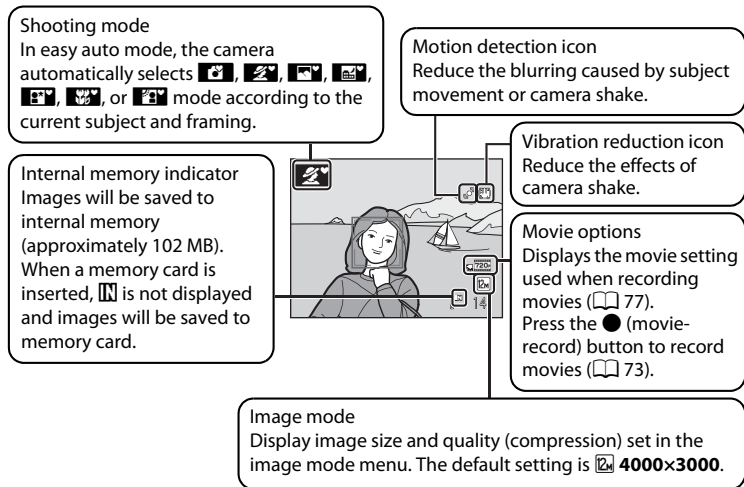 Shooting mode
In easy auto mode, the camera
automatically selects , , , ,
, , or mode according to the
current subject and framing.
Motion detection icon
Reduce the blurring caused by subject
movement or camera shake.
Vibration reduction icon
Reduce the effects of
camera shake.
Internal memory indicator
Images will be saved to
internal memory
(approximately 102 MB).
When a memory card is
inserted, IN is not displayed
and images will be saved to
memory card.
Movie options
Displays the movie setting
used when recording
movies ( 77).
Press the ● (movie-
record) button to record
movies ( 73).
720
12M
IN
14
Image mode
Display image size and quality (compression) set in the
image mode menu. The default setting is 12M 4000×3000.